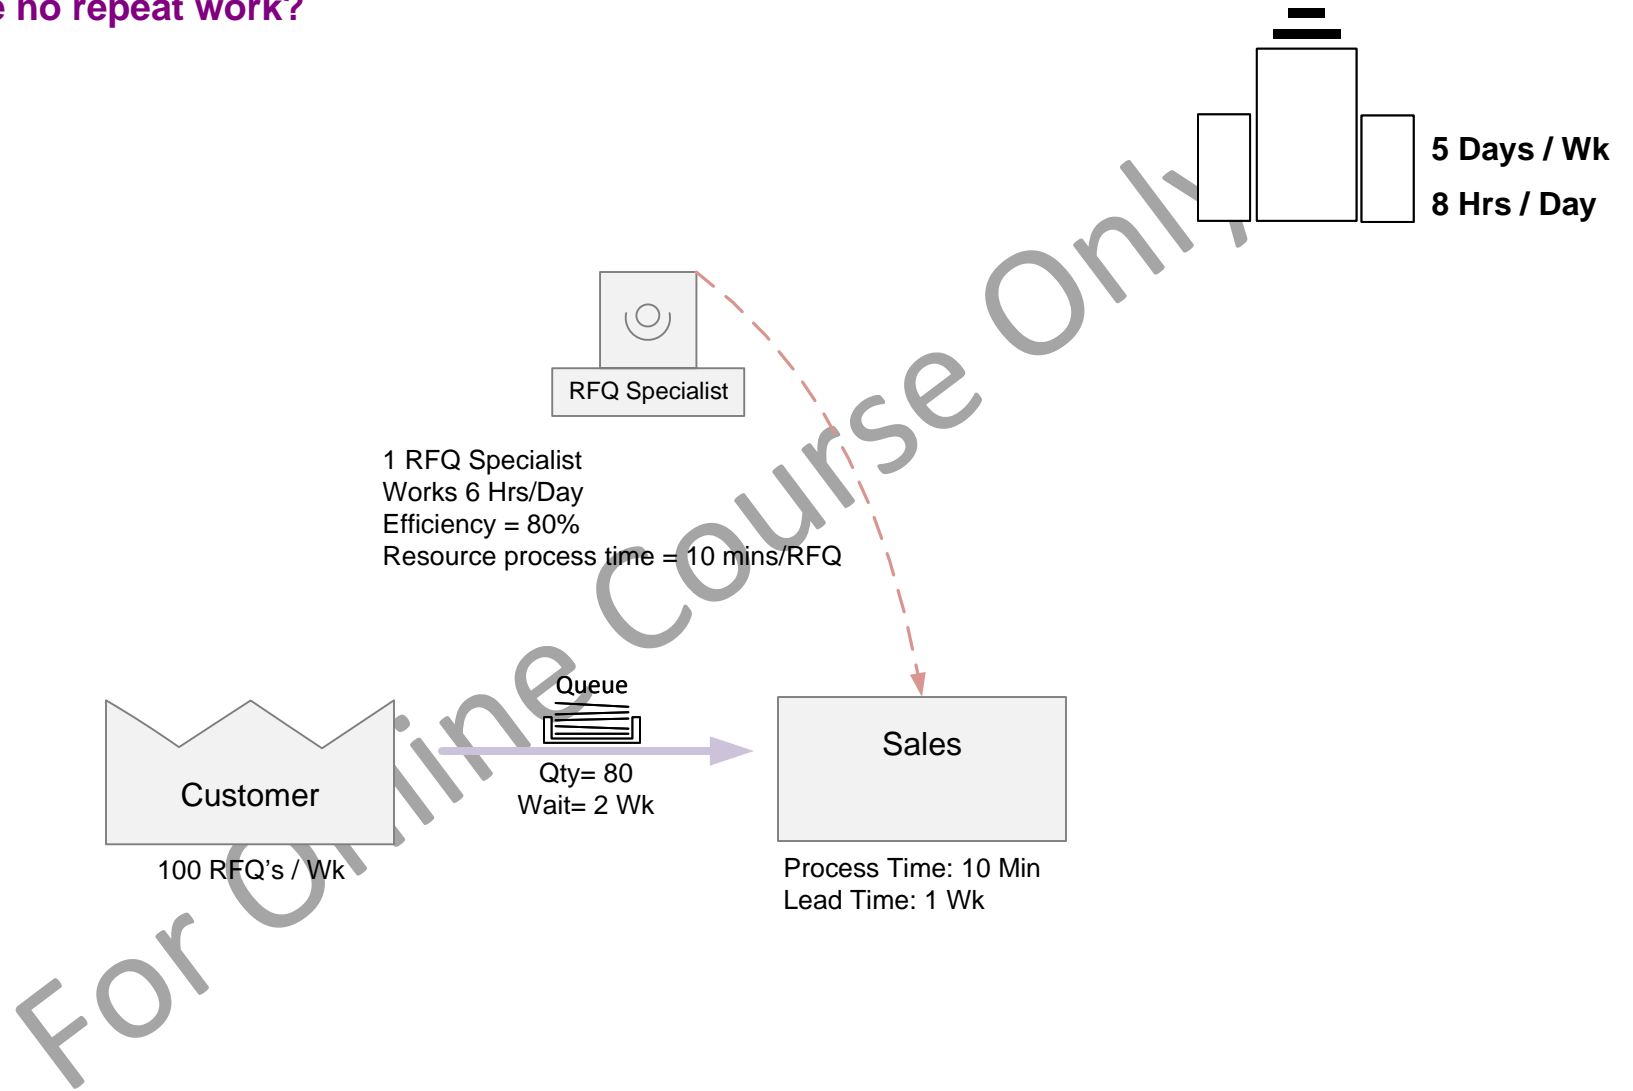 e no repeat work?
5 Days / Wk
8 Hrs / Day
RFQ Specialist
1 RFQ Specialist
Works 6 Hrs/Day
Efficiency = 80%
Resource process time = 10 mins/RFQ
Queue
Qty= 80
Wait= 2 Wk
Customer
100 RFQ's / Wk
Sales
Process Time: 10 Min
Lead Time: 1 Wk
For Online Course Only